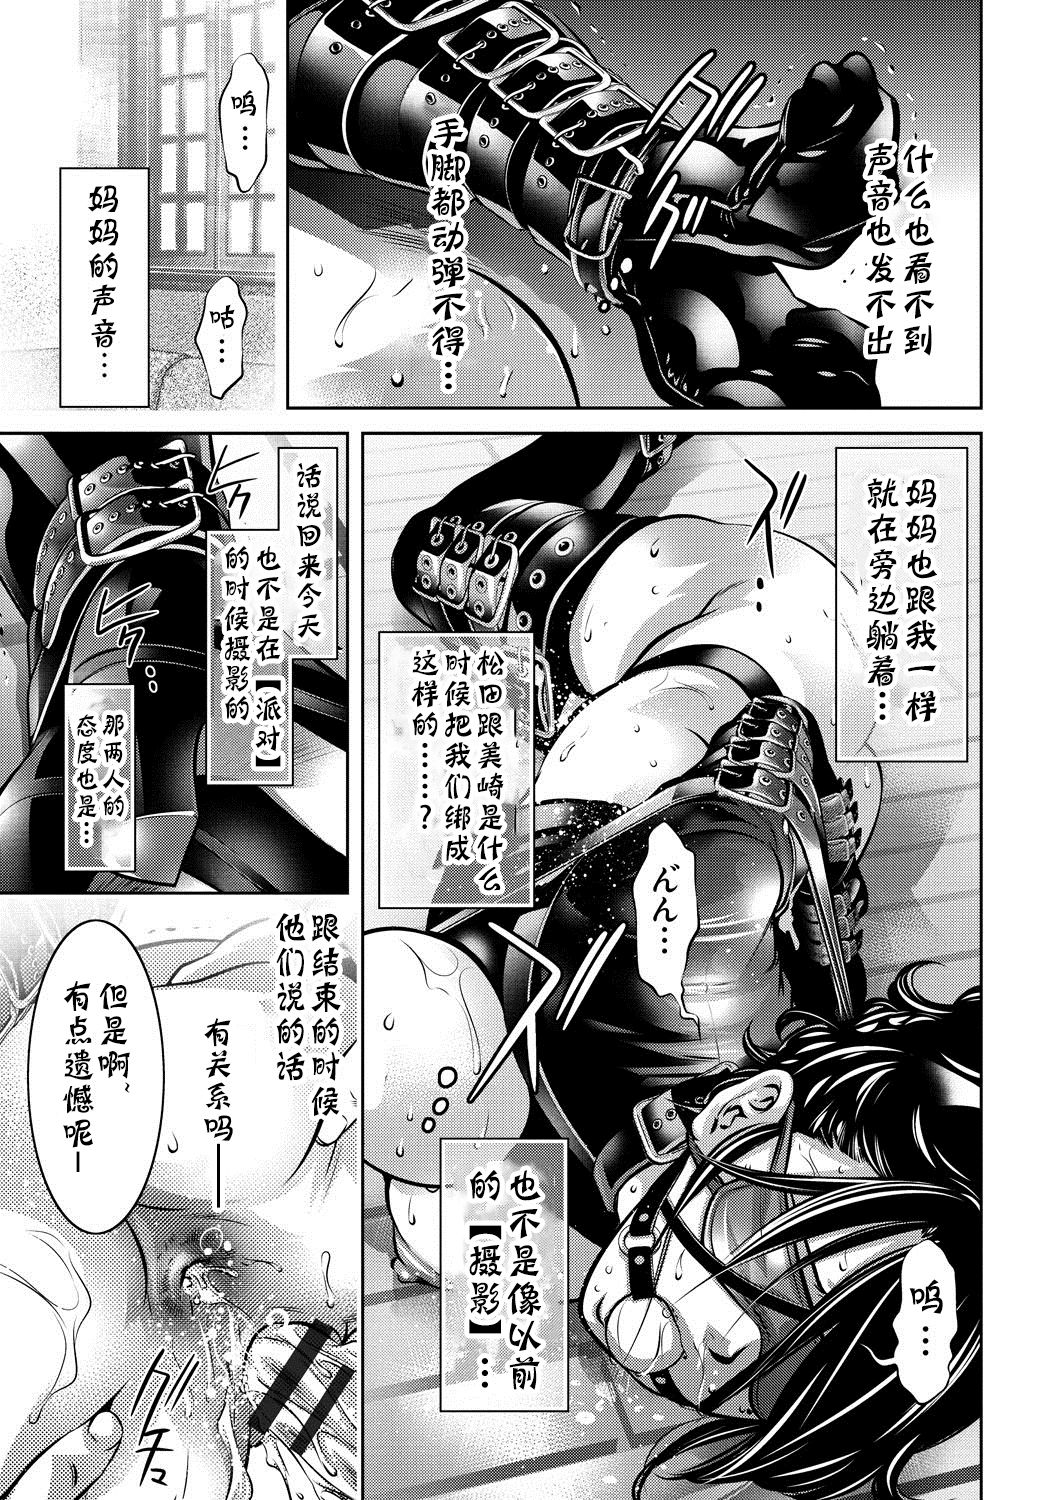 什么也看不到
声音也发不出
手脚都动弹不得…
呜…
咕…
妈妈的声音…
妈妈也跟我一样
就在旁边躺着…
松田跟美崎是什么
时候把我们绑成
这样的……?
ん゛ん…
呜…
也不是像以前
的【摄影】…
话说回来今天
也不是在【派对】
的时候摄影的
那两人的
态度也是…
跟结束的时候
他们说的话
有关系吗——
但是啊~
有点遗憾呢—